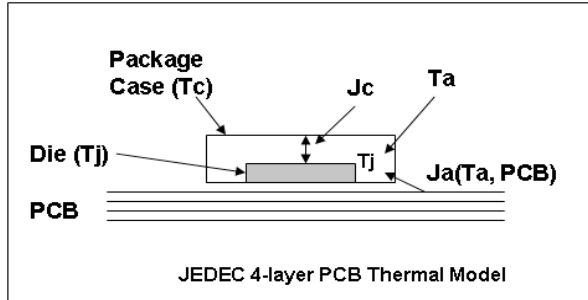 Package
Case (Tc)
Jc
Ta
Die (Tj)
Tj
Ja(Ta, PCB)
PCB
JEDEC 4-layer PCB Thermal Model